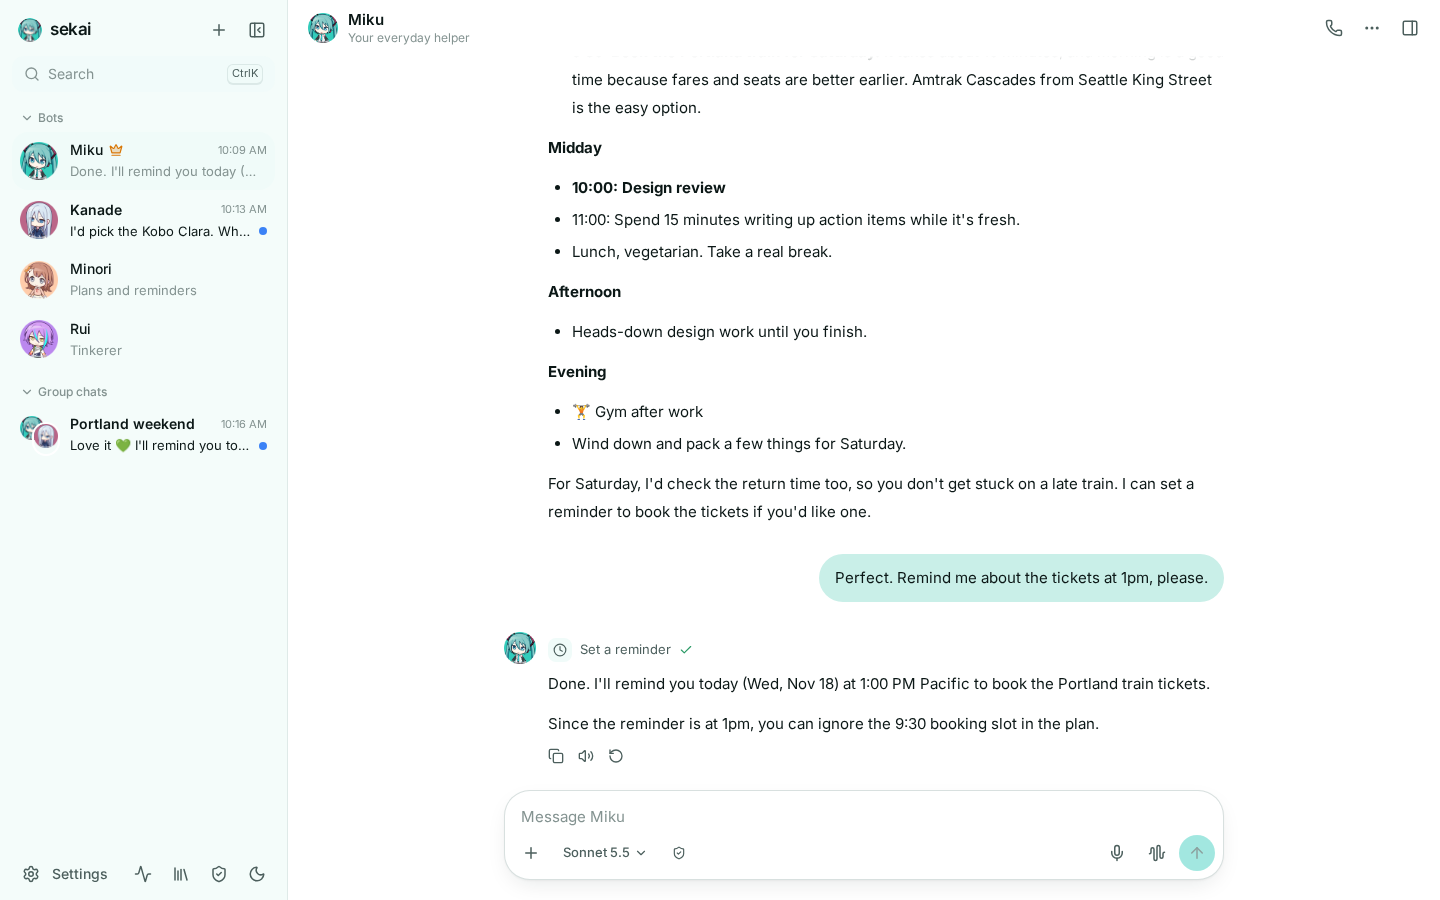 sekai
Search
CtrlK
Bots
Miku
10:09 AM
Done. I'll remind you today (...
Kanade
10:13 AM
I'd pick the Kobo Clara. Wh...
Minori
Plans and reminders
Rui
Tinkerer
Group chats
Portland weekend
10:16 AM
Love it 💚 I'll remind you to...
Settings
Miku
Your everyday helper
time because fares and seats are better earlier. Amtrak Cascades from Seattle King Street
is the easy option.
Midday
• 10:00: Design review
• 11:00: Spend 15 minutes writing up action items while it's fresh.
• Lunch, vegetarian. Take a real break.
Afternoon
• Heads-down design work until you finish.
Evening
• 🏋️ Gym after work
• Wind down and pack a few things for Saturday.
For Saturday, I'd check the return time too, so you don't get stuck on a late train. I can set a
reminder to book the tickets if you'd like one.
Perfect. Remind me about the tickets at 1pm, please.
Set a reminder
Done. I'll remind you today (Wed, Nov 18) at 1:00 PM Pacific to book the Portland train tickets.
Since the reminder is at 1pm, you can ignore the 9:30 booking slot in the plan.
Message Miku
Sonnet 5.5